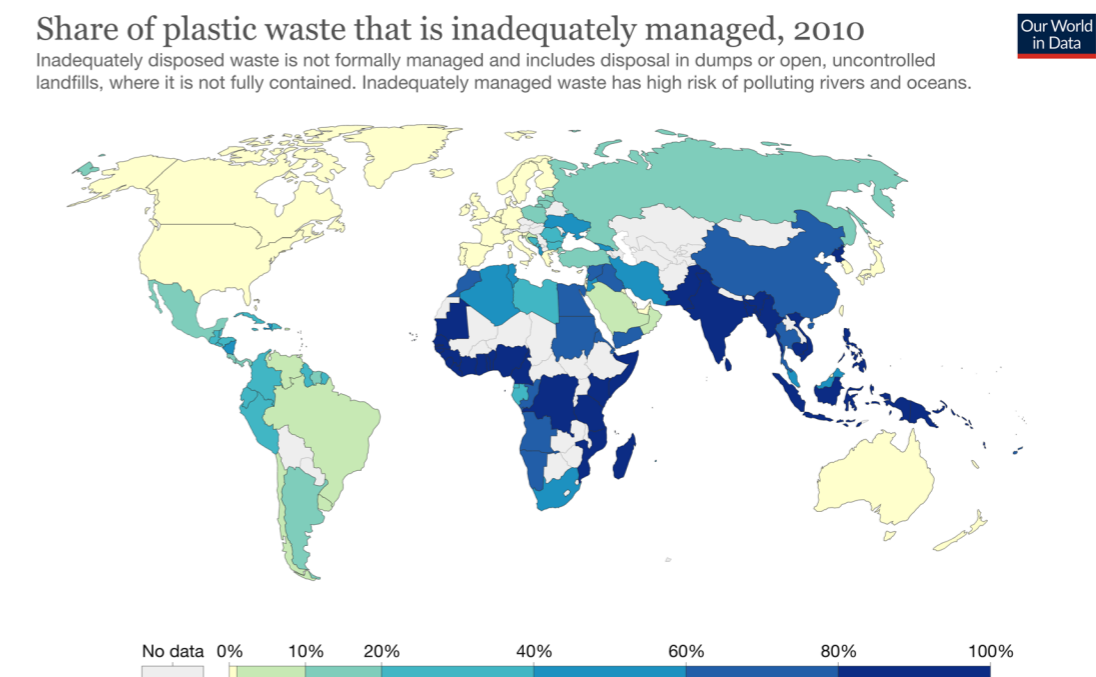 Share of plastic waste that is inadequately managed, 2010
Our World
in Data
Inadequately disposed waste is not formally managed and includes disposal in dumps or open, uncontrolled
landfills, where it is not fully contained. Inadequately managed waste has high risk of polluting rivers and oceans.
No data 0% 10% 20% 40% 60% 80% 100%